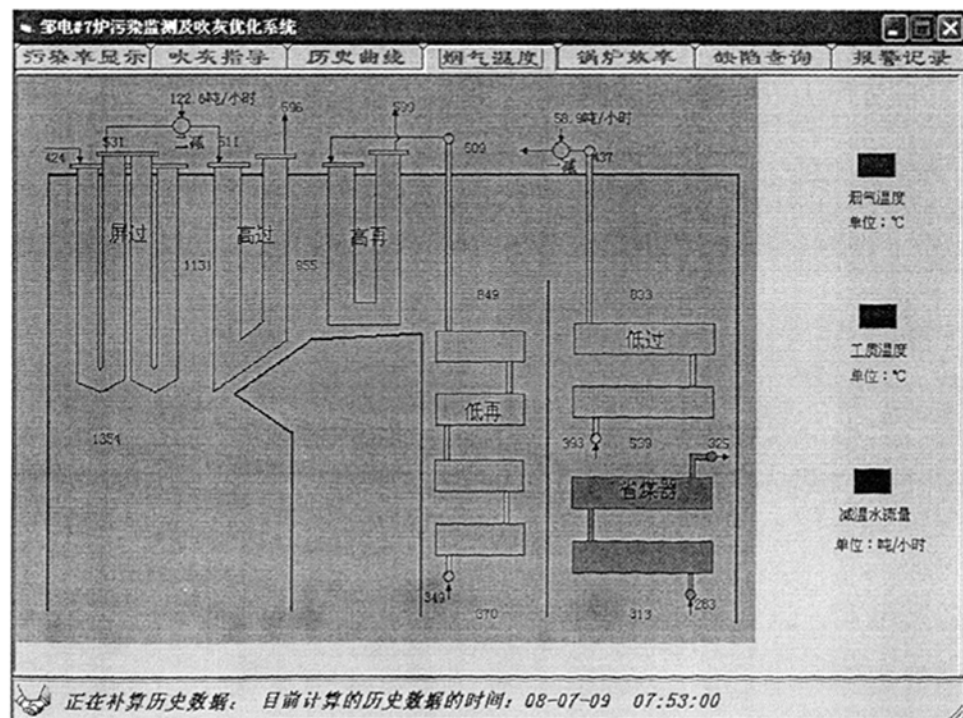 邹电#7炉污染监测及吹灰优化系统
污染率显示 吹灰指导 历史曲线 烟气温度 锅炉效率 缺陷查询 报警记录
122.6吨/小时 596 599 58.9吨/小时
424 531 二减 511 509 一减 437
屏过 高过 高再
1131 955
849 833
低过
低再
1354 393 539 325
省煤器
349 370 313 283
烟气温度
单位：℃
工质温度
单位：℃
减温水流量
单位：吨/小时
正在补算历史数据： 目前计算的历史数据的时间：08-07-09 07:53:00